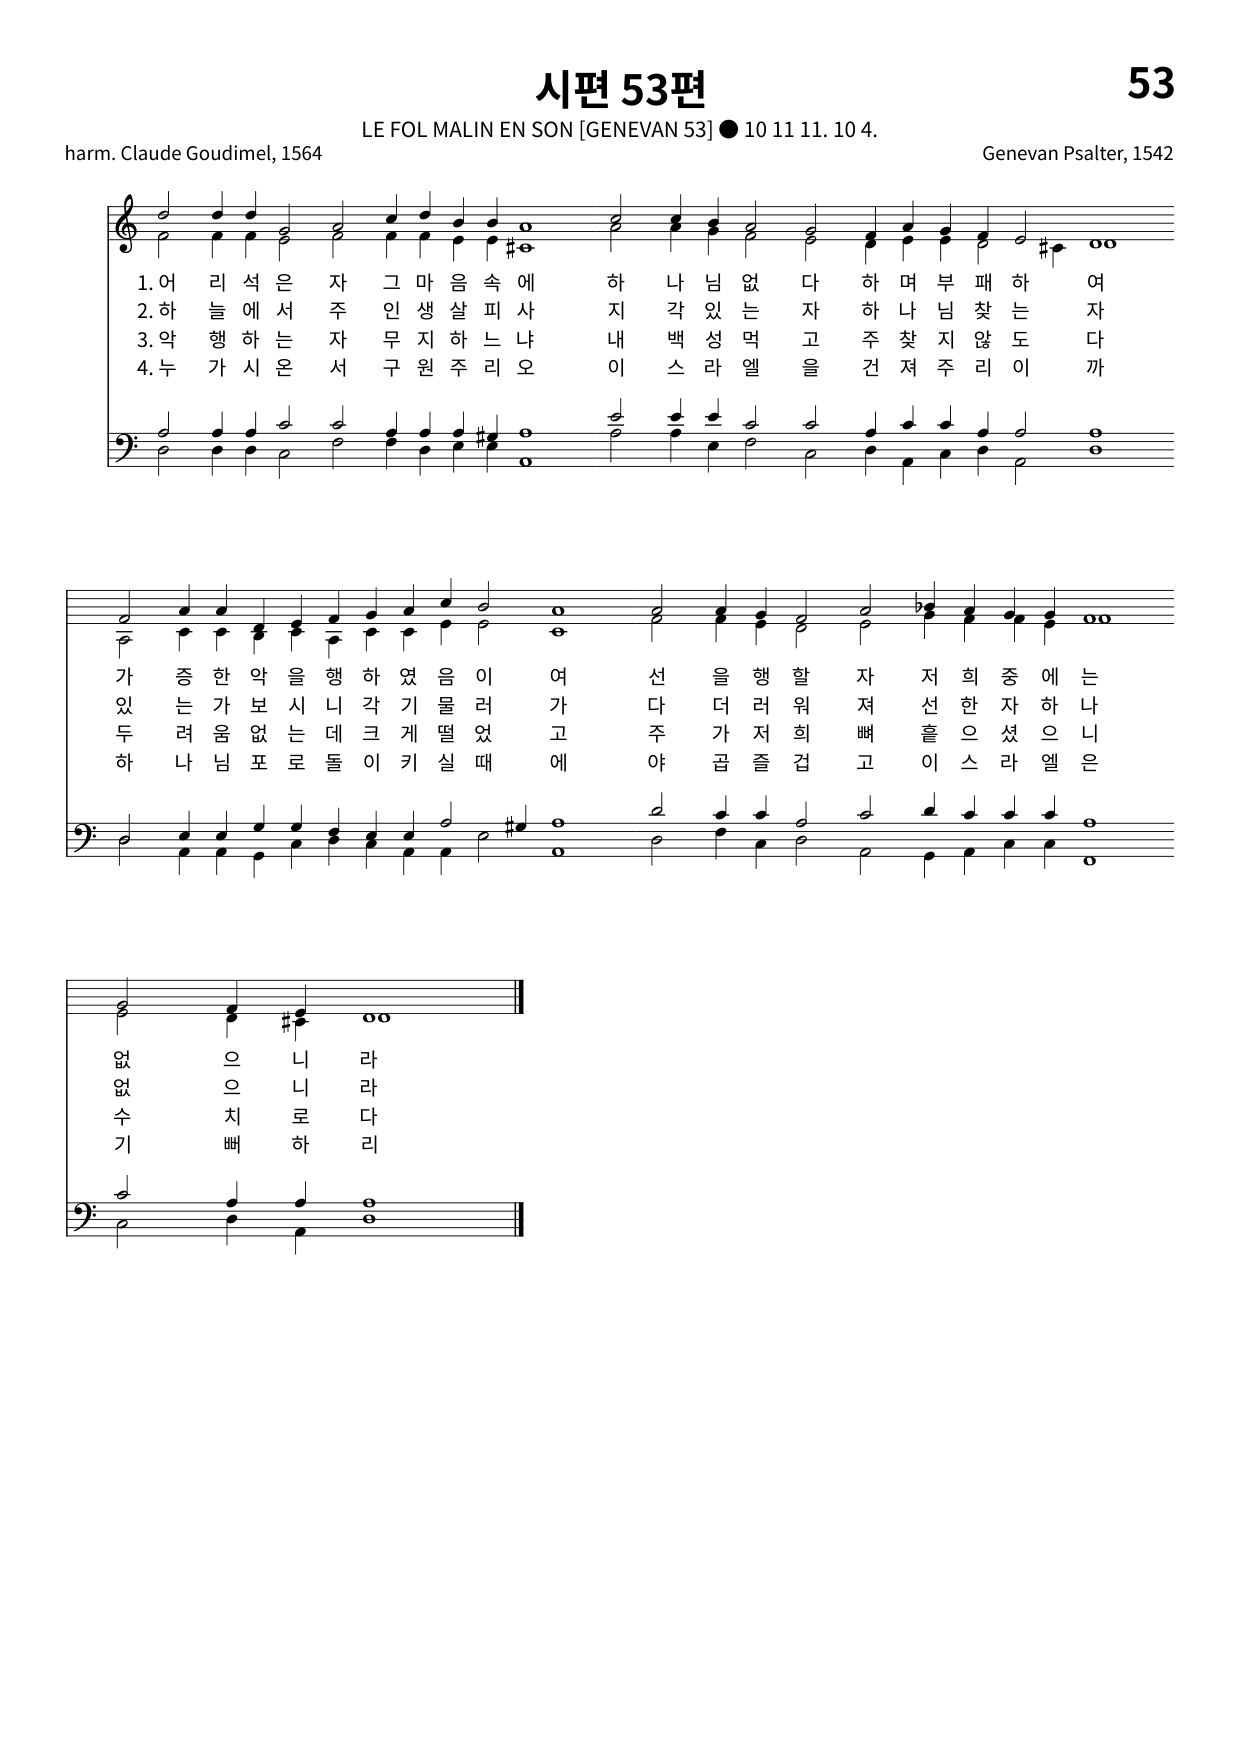 시편 53편
53
LE FOL MALIN EN SON [GENEVAN 53] ● 10 11 11. 10 4.
harm. Claude Goudimel, 1564
Genevan Psalter, 1542
1. 어 리 석 은 자 그 마 음 속 에 하 나 님 없 다 하 며 부 패 하 여
2. 하 늘 에 서 주 인 생 살 피 사 지 각 있 는 자 하 나 님 찾 는 자
3. 악 행 하 는 자 무 지 하 느 냐 내 백 성 먹 고 주 찾 지 않 도 다
4. 누 가 시 온 서 구 원 주 리 오 이 스 라 엘 을 건 져 주 리 이 까
가 증 한 악 을 행 하 였 음 이 여 선 을 행 할 자 저 희 중 에 는
있 는 가 보 시 니 각 기 물 러 가 다 더 러 워 져 선 한 자 하 나
두 려 움 없 는 데 크 게 떨 었 고 주 가 저 희 뼈 흩 으 셨 으 니
하 나 님 포 로 돌 이 키 실 때 에 야 곱 즐 겁 고 이 스 라 엘 은
없 으 니 라
없 으 니 라
수 치 로 다
기 뻐 하 리